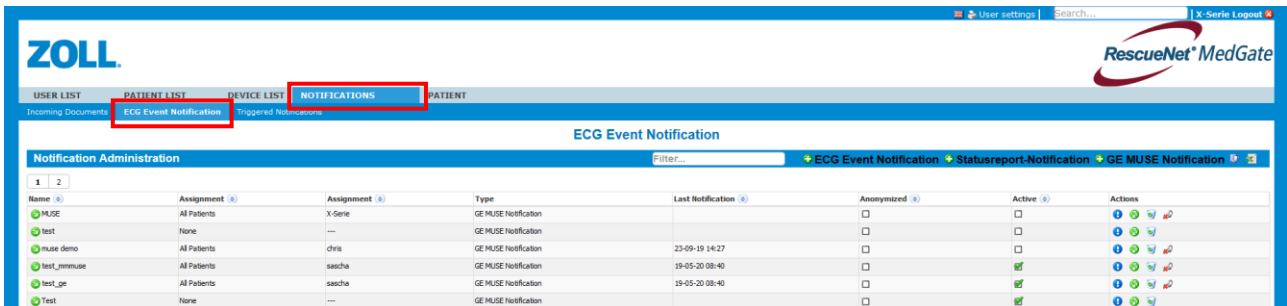 User settings | Search... | X-Serie Logout
ZOLL.
RescueNet® MedGate
USER LIST PATIENT LIST DEVICE LIST NOTIFICATIONS PATIENT
Incoming Documents ECG Event Notification Triggered Notifications
ECG Event Notification
Notification Administration Filter... ECG Event Notification Statusreport-Notification GE MUSE Notification
1 2
Name Assignment Assignment Type Last Notification Anonymized Active Actions
MUSE All Patients X-Serie GE MUSE Notification
test None --- GE MUSE Notification
muse demo All Patients chris GE MUSE Notification 23-09-19 14:27
test_mmmuse All Patients sascha GE MUSE Notification 19-05-20 08:40
test_ge All Patients sascha GE MUSE Notification 19-05-20 08:40
Test None --- GE MUSE Notification